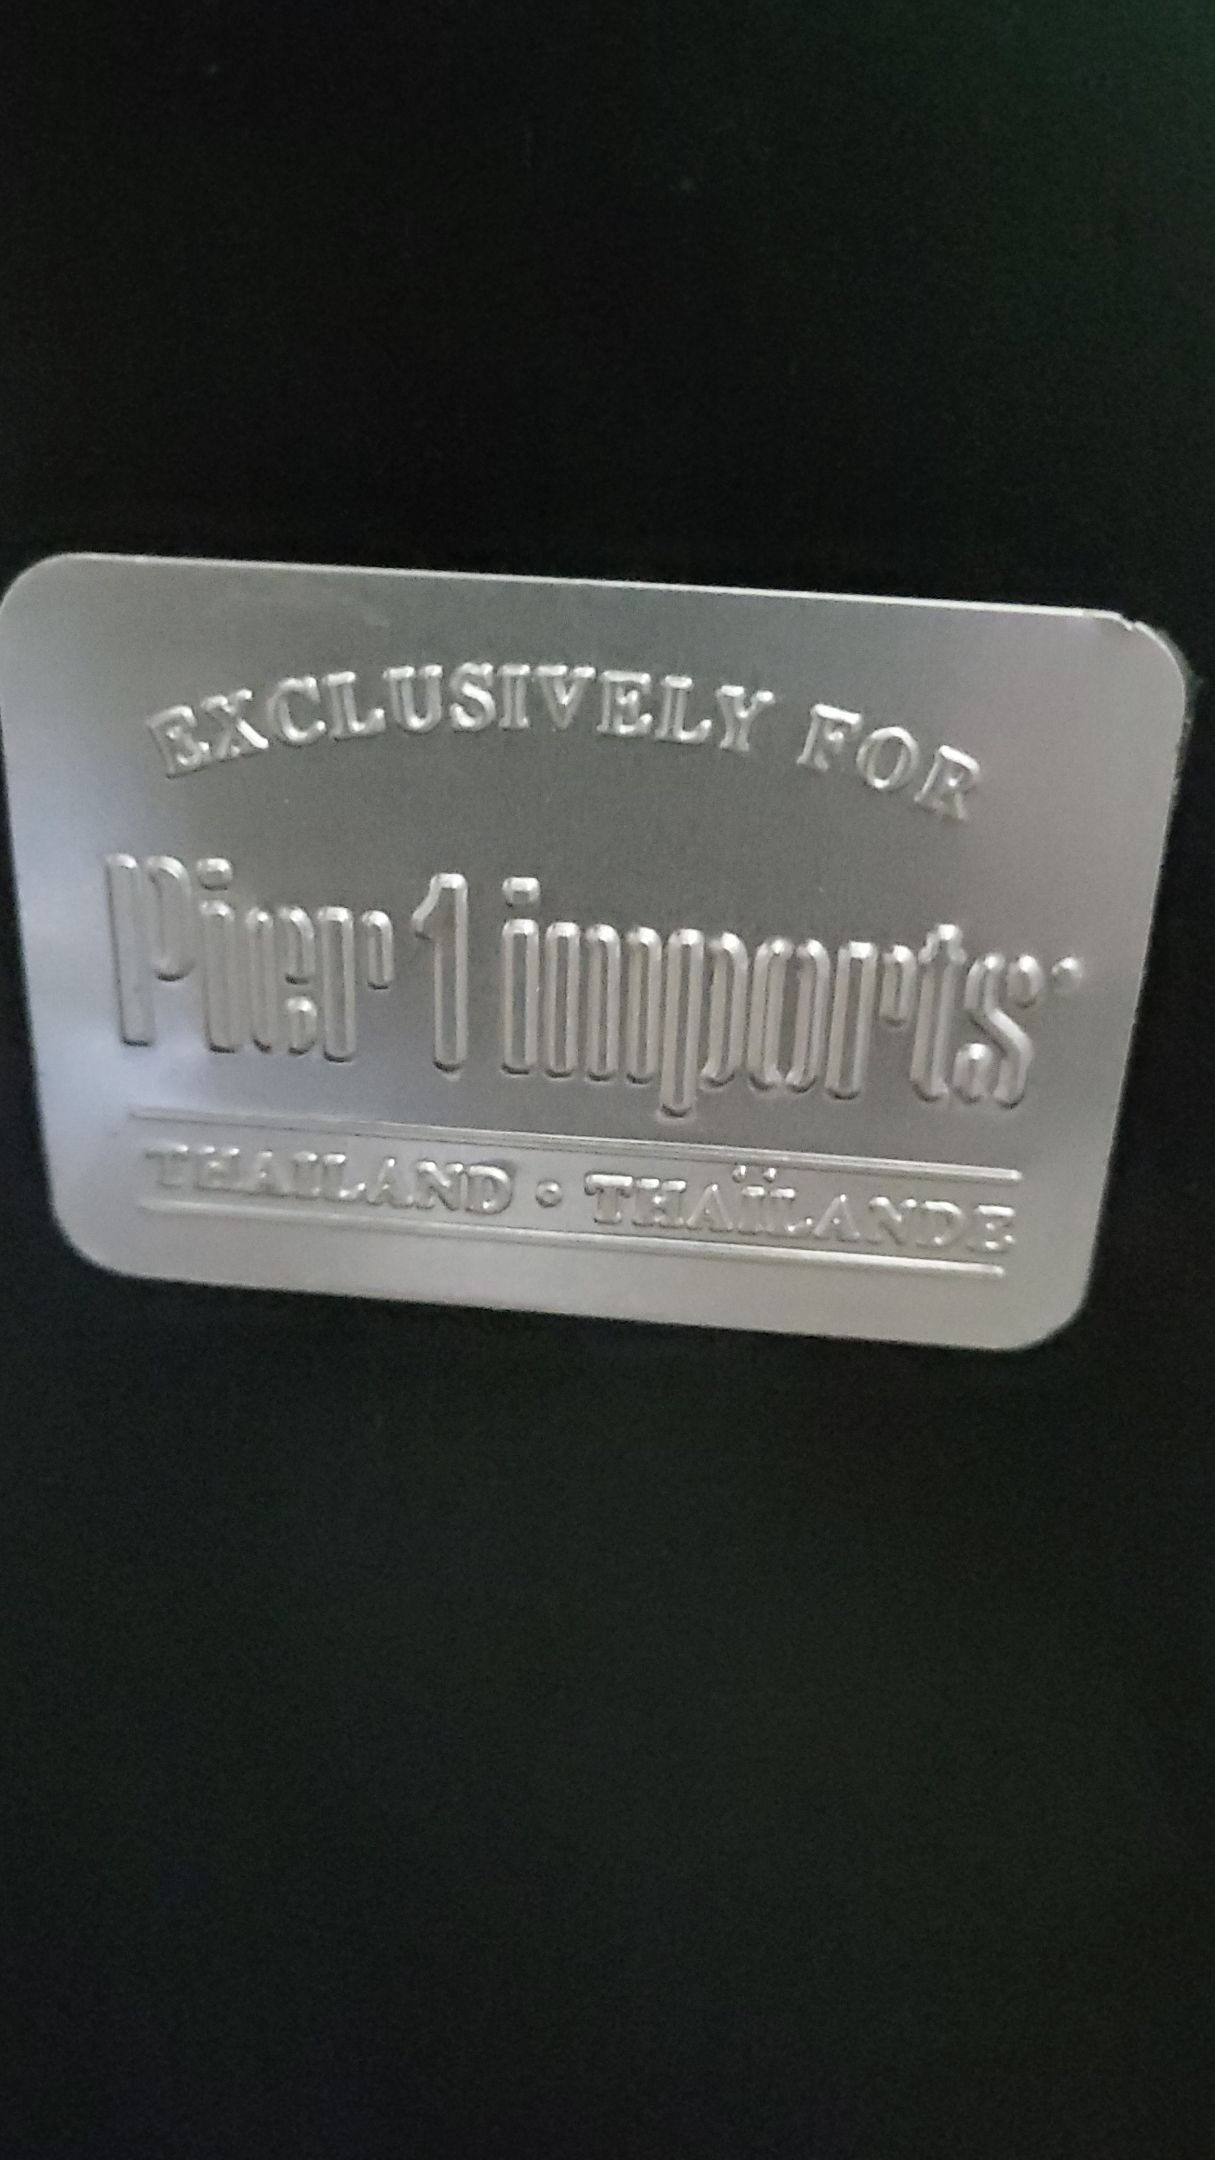 EXCLUSIVELY FOR
Pier 1 imports
THAILAND • THAÏLANDE